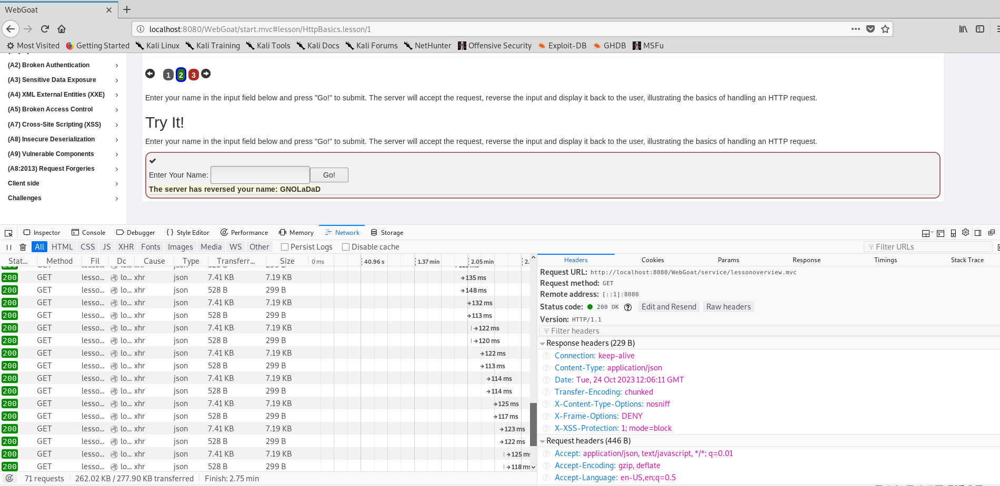 WebGoat
localhost:8080/WebGoat/start.mvc#lesson/HttpBasics.lesson/1
Most Visited Getting Started Kali Linux Kali Training Kali Tools Kali Docs Kali Forums NetHunter Offensive Security Exploit-DB GHDB MSFu
(A2) Broken Authentication
(A3) Sensitive Data Exposure
(A4) XML External Entities (XXE)
(A5) Broken Access Control
(A7) Cross-Site Scripting (XSS)
(A8) Insecure Deserialization
(A9) Vulnerable Components
(A8:2013) Request Forgeries
Client side
Challenges
1 2 3
Enter your name in the input field below and press "Go!" to submit. The server will accept the request, reverse the input and display it back to the user, illustrating the basics of handling an HTTP request.
Try It!
Enter your name in the input field below and press "Go!" to submit. The server will accept the request, reverse the input and display it back to the user, illustrating the basics of handling an HTTP request.
Enter Your Name: Go!
The server has reversed your name: GNOLaDaD
Inspector Console Debugger Style Editor Performance Memory Network Storage
All HTML CSS JS XHR Fonts Images Media WS Other Persist Logs Disable cache Filter URLs
Stat... Method Fil Dc Cause Type Transferr... Size 0 ms 40.96 s 1.37 min 2.05 min
200 GET lesso... lo... xhr json 7.41 KB 7.19 KB →135 ms
200 GET lesso... lo... xhr json 528 B 299 B →148 ms
200 GET lesso... lo... xhr json 7.41 KB 7.19 KB →132 ms
200 GET lesso... lo... xhr json 528 B 299 B →113 ms
200 GET lesso... lo... xhr json 7.41 KB 7.19 KB →122 ms
200 GET lesso... lo... xhr json 528 B 299 B →120 ms
200 GET lesso... lo... xhr json 7.41 KB 7.19 KB →122 ms
200 GET lesso... lo... xhr json 528 B 299 B →113 ms
200 GET lesso... lo... xhr json 7.41 KB 7.19 KB →114 ms
200 GET lesso... lo... xhr json 528 B 299 B →114 ms
200 GET lesso... lo... xhr json 7.41 KB 7.19 KB →125 ms
200 GET lesso... lo... xhr json 528 B 299 B →117 ms
200 GET lesso... lo... xhr json 7.41 KB 7.19 KB →123 ms
200 GET lesso... lo... xhr json 528 B 299 B →122 ms
200 GET lesso... lo... xhr json 7.41 KB 7.19 KB →125 ms
200 GET lesso... lo... xhr json 528 B 299 B →118 ms
71 requests 262.02 KB / 277.90 KB transferred Finish: 2.75 min
Headers Cookies Params Response Timings Stack Trace
Request URL: http://localhost:8080/WebGoat/service/lessonoverview.mvc
Request method: GET
Remote address: [::1]:8080
Status code: 200 OK Edit and Resend Raw headers
Version: HTTP/1.1
Filter headers
Response headers (229 B)
Connection: keep-alive
Content-Type: application/json
Date: Tue, 24 Oct 2023 12:06:11 GMT
Transfer-Encoding: chunked
X-Content-Type-Options: nosniff
X-Frame-Options: DENY
X-XSS-Protection: 1; mode=block
Request headers (446 B)
Accept: application/json, text/javascript, */*; q=0.01
Accept-Encoding: gzip, deflate
Accept-Language: en-US,en;q=0.5